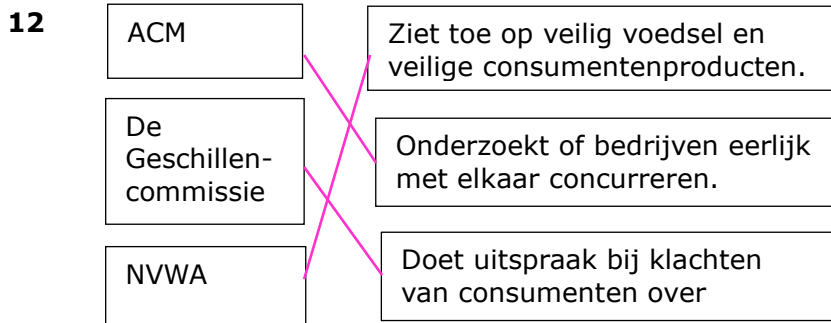 12
ACM
Ziet toe op veilig voedsel en
veilige consumentenproducten.
De
Geschillen-
commissie
Onderzoekt of bedrijven eerlijk
met elkaar concurreren.
NVWA
Doet uitspraak bij klachten
van consumenten over